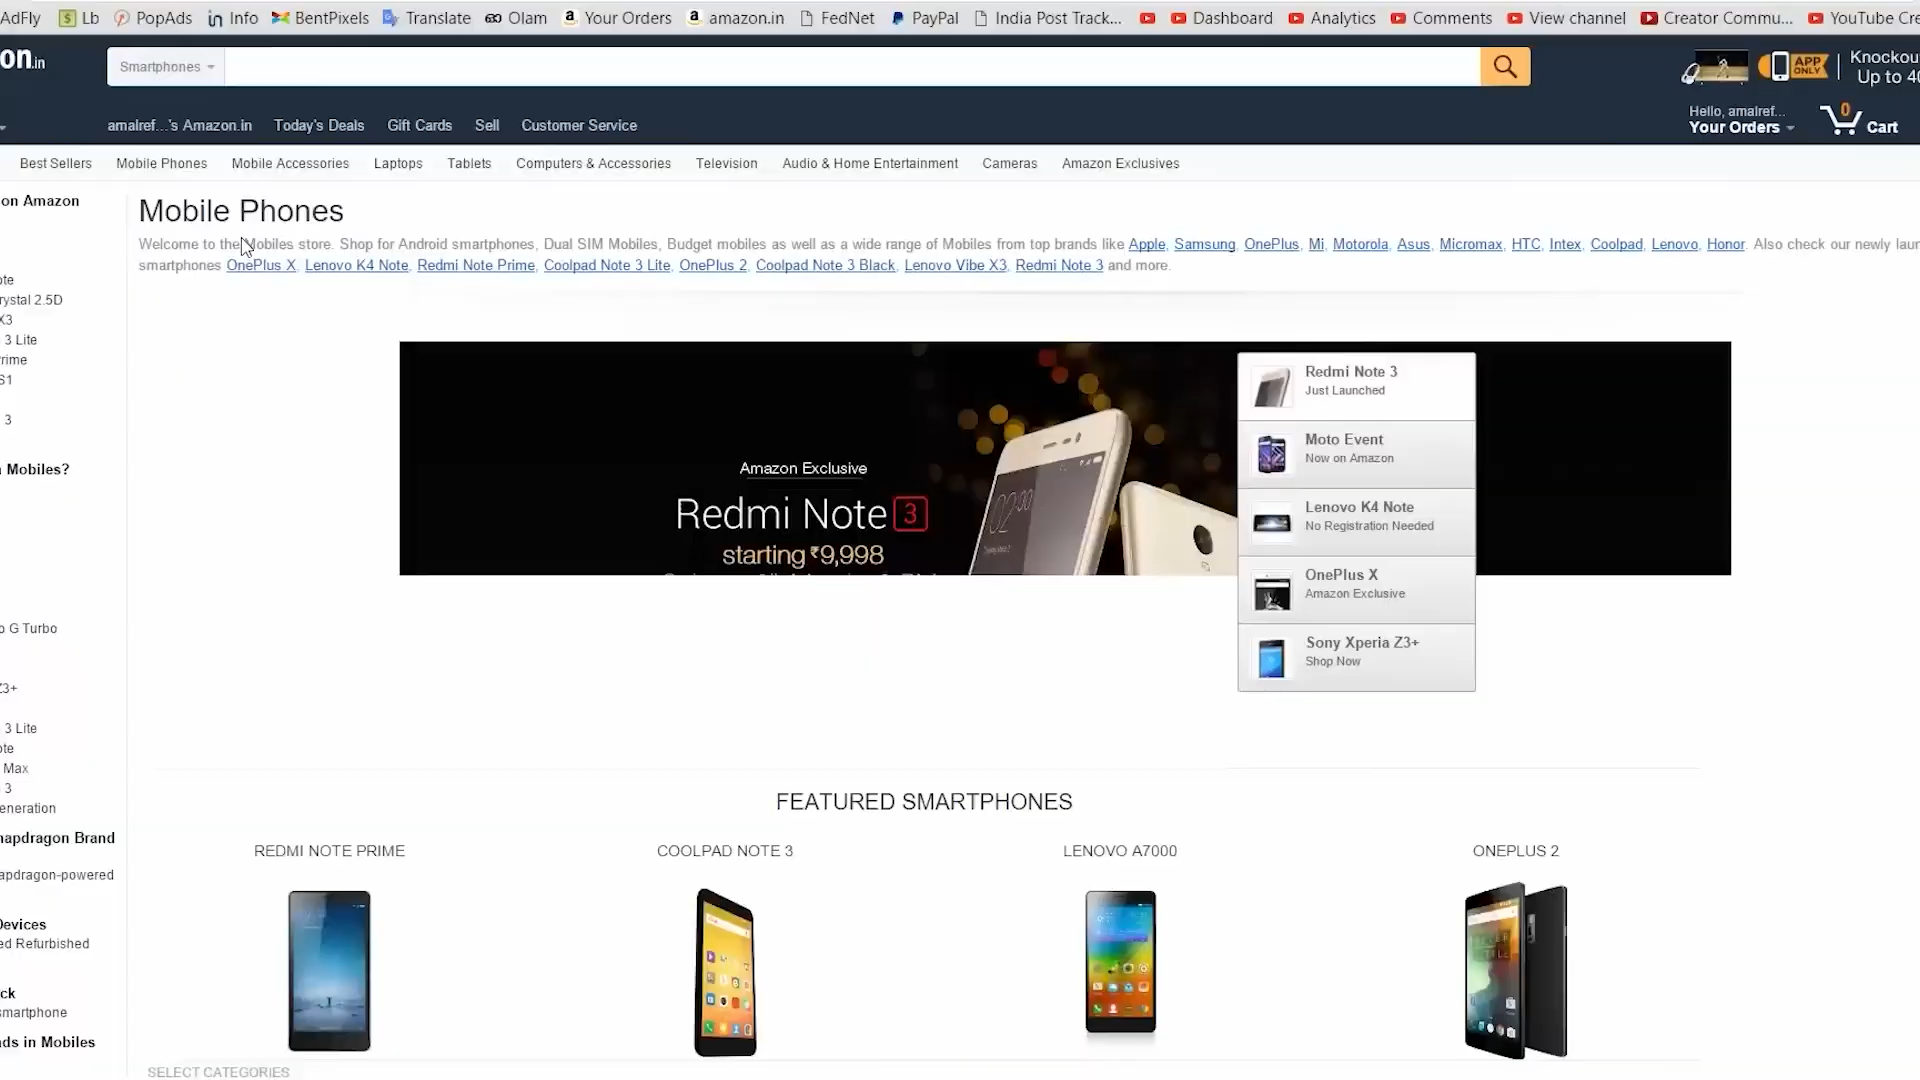 AdFly Lb PopAds Info BentPixels Translate Olam Your Orders amazon.in FedNet PayPal India Post Track... Dashboard Analytics Comments View channel Creator Commu... YouTube Cre
on.in
Smartphones
APP ONLY
Knockou
Up to 40
amalref...'s Amazon.in Today's Deals Gift Cards Sell Customer Service
Hello, amalref...
Your Orders
0 Cart
Best Sellers Mobile Phones Mobile Accessories Laptops Tablets Computers & Accessories Television Audio & Home Entertainment Cameras Amazon Exclusives
on Amazon
Mobile Phones
Welcome to the Mobiles store. Shop for Android smartphones, Dual SIM Mobiles, Budget mobiles as well as a wide range of Mobiles from top brands like Apple, Samsung, OnePlus, Mi, Motorola, Asus, Micromax, HTC, Intex, Coolpad, Lenovo, Honor. Also check our newly laun
smartphones OnePlus X, Lenovo K4 Note, Redmi Note Prime, Coolpad Note 3 Lite, OnePlus 2, Coolpad Note 3 Black, Lenovo Vibe X3, Redmi Note 3 and more.
ote
rystal 2.5D
X3
3 Lite
rime
S1
3
Mobiles?
o G Turbo
Z3+
3 Lite
ote
Max
3
eneration
napdragon Brand
apdragon-powered
Devices
ed Refurbished
ck
smartphone
ads in Mobiles
Amazon Exclusive
Redmi Note 3
starting ₹9,998
Redmi Note 3
Just Launched
Moto Event
Now on Amazon
Lenovo K4 Note
No Registration Needed
OnePlus X
Amazon Exclusive
Sony Xperia Z3+
Shop Now
FEATURED SMARTPHONES
REDMI NOTE PRIME COOLPAD NOTE 3 LENOVO A7000 ONEPLUS 2
SELECT CATEGORIES